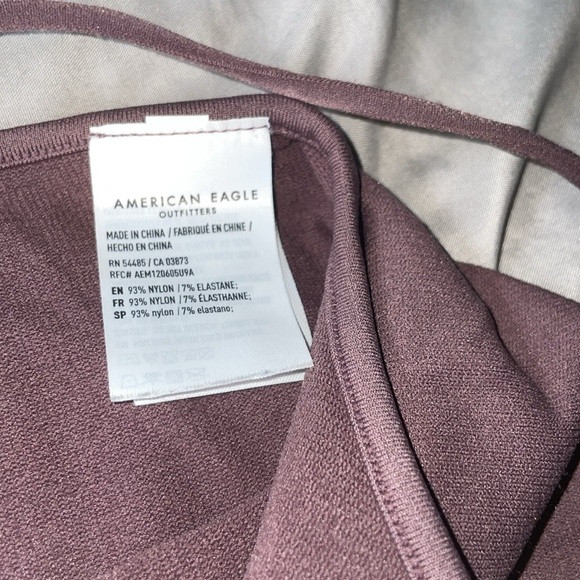 AMERICAN EAGLE
OUTFITTERS
MADE IN CHINA / FABRIQUÉ EN CHINE /
HECHO EN CHINA
RN 54485 / CA 03873
RFC# AEM120605U9A
EN 93% NYLON / 7% ELASTANE;
FR 93% NYLON / 7% ÉLASTHANNE;
SP 93% nylon / 7% elastano;